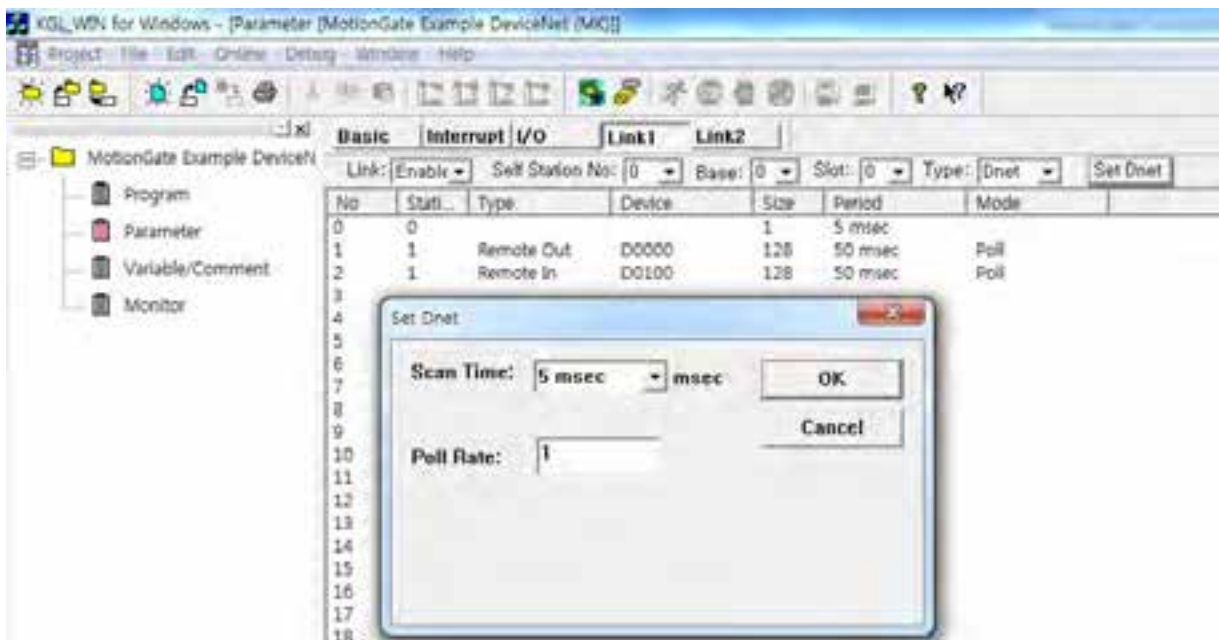 KGL_WIN for Windows - [Parameter [MotionGate Example DeviceNet (MK)]]
Project File Edit Online Debug Window Help
MotionGate Example DeviceN
Program
Parameter
Variable/Comment
Monitor
Basic Interrupt I/O Link1 Link2
Link: Enable Self Station No: 0 Base: 0 Slot: 0 Type: Dnet Set Dnet
No Stati... Type Device Size Period Mode
0 0 1 5 msec
1 1 Remote Out D0000 128 50 msec Poll
2 1 Remote In D0100 128 50 msec Poll
3
4
5
6
7
8
9
10
11
12
13
14
15
16
17
18
Set Dnet
Scan Time: 5 msec msec
OK
Cancel
Poll Rate: 1